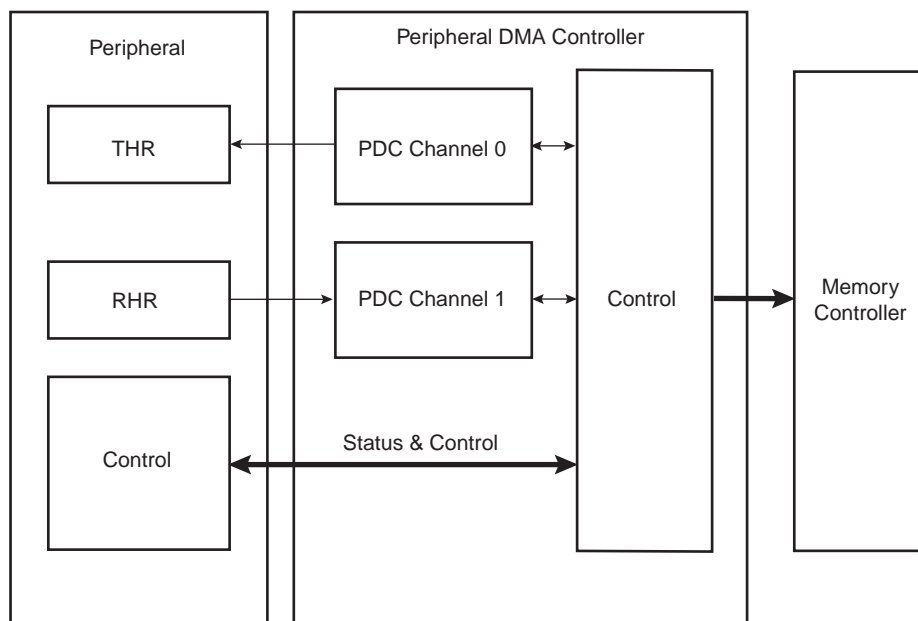 Peripheral
Peripheral DMA Controller
THR
PDC Channel 0
RHR
PDC Channel 1
Control
Memory
Controller
Status & Control
Control